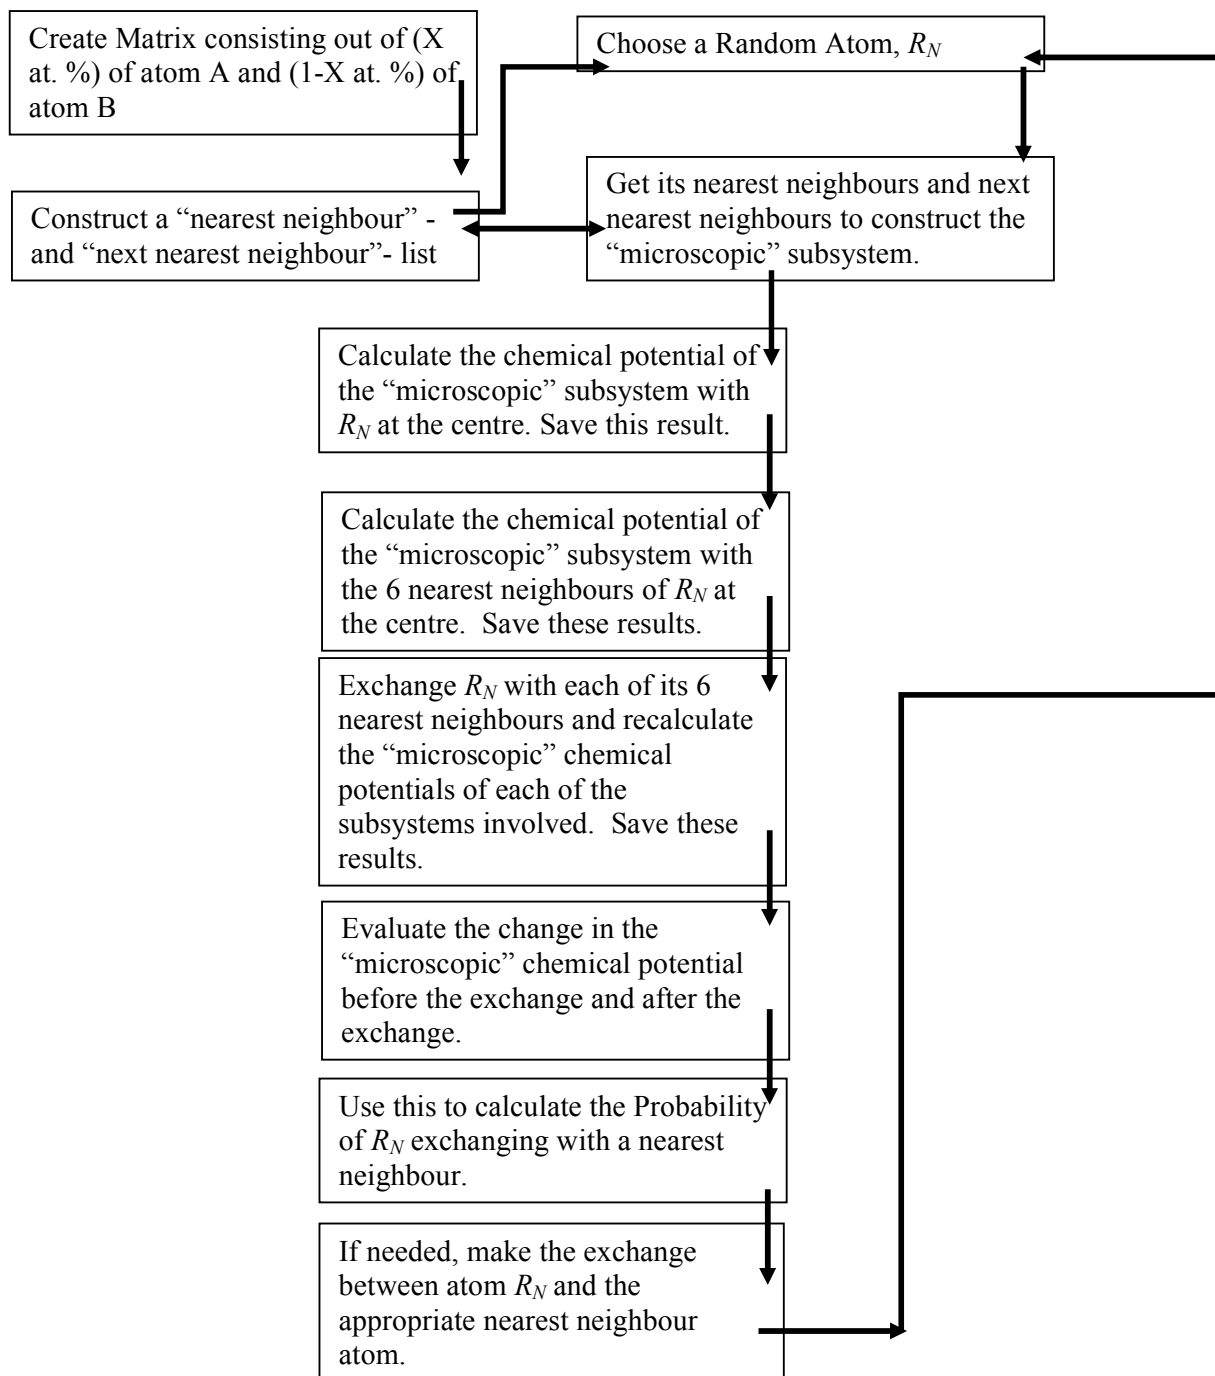 Create Matrix consisting out of (X
at. %) of atom A and (1-X at. %) of
atom B
Choose a Random Atom, R_N
Construct a “nearest neighbour” -
and “next nearest neighbour”- list
Get its nearest neighbours and next
nearest neighbours to construct the
“microscopic” subsystem.
Calculate the chemical potential of
the “microscopic” subsystem with
R_N at the centre. Save this result.
Calculate the chemical potential of
the “microscopic” subsystem with
the 6 nearest neighbours of R_N at
the centre.  Save these results.
Exchange R_N with each of its 6
nearest neighbours and recalculate
the “microscopic” chemical
potentials of each of the
subsystems involved.  Save these
results.
Evaluate the change in the
“microscopic” chemical potential
before the exchange and after the
exchange.
Use this to calculate the Probability
of R_N exchanging with a nearest
neighbour.
If needed, make the exchange
between atom R_N and the
appropriate nearest neighbour
atom.